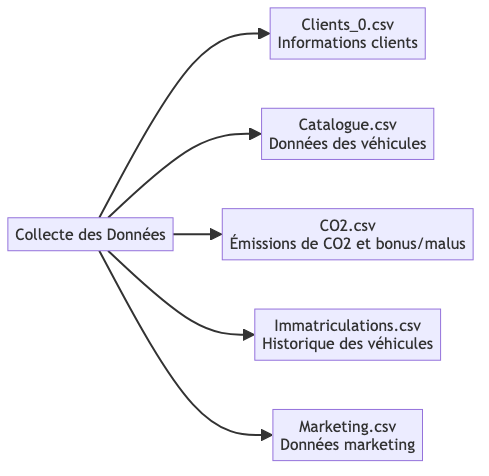 Clients_0.csv
Informations clients
Catalogue.csv
Données des véhicules
Collecte des Données
CO2.csv
Émissions de CO2 et bonus/malus
Immatriculations.csv
Historique des véhicules
Marketing.csv
Données marketing